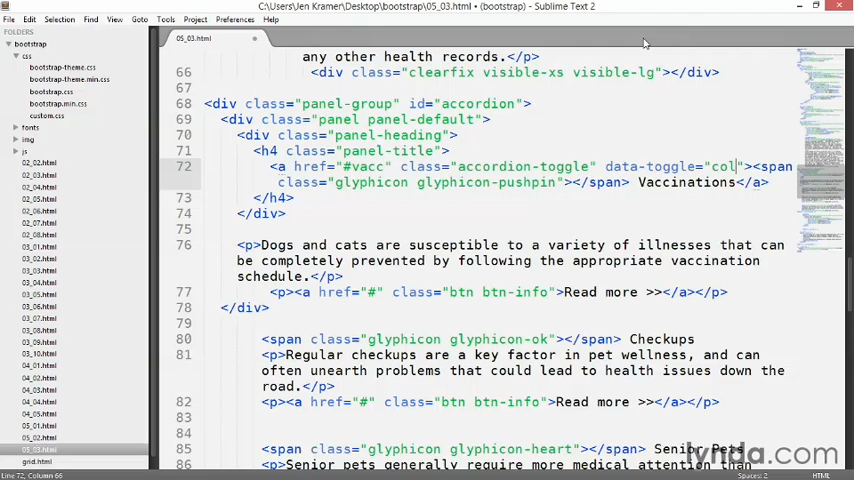 C:\Users\Jen Kramer\Desktop\bootstrap\05_03.html • (bootstrap) - Sublime Text 2
File Edit Selection Find View Goto Tools Project Preferences Help
FOLDERS
bootstrap
css
bootstrap-theme.css
bootstrap-theme.min.css
bootstrap.css
bootstrap.min.css
custom.css
fonts
img
js
02_02.html
02_03.html
02_04.html
02_05.html
02_06.html
02_07.html
03_01.html
03_02.html
03_03.html
03_04.html
03_05.html
03_06.html
03_07.html
03_08.html
03_09.html
03_10.html
04_01.html
04_02.html
04_03.html
04_04.html
05_01.html
05_02.html
05_03.html
grid.html
05_03.html
any other health records.</p>
66 <div class="clearfix visible-xs visible-lg"></div>
67
68 <div class="panel-group" id="accordion">
69 <div class="panel panel-default">
70 <div class="panel-heading">
71 <h4 class="panel-title">
72 <a href="#vacc" class="accordion-toggle" data-toggle="col"><span
class="glyphicon glyphicon-pushpin"></span> Vaccinations</a>
73 </h4>
74 </div>
75
76 <p>Dogs and cats are susceptible to a variety of illnesses that can
be completely prevented by following the appropriate vaccination
schedule.</p>
77 <p><a href="#" class="btn btn-info">Read more >></a></p>
78 </div>
79
80 <span class="glyphicon glyphicon-ok"></span> Checkups
81 <p>Regular checkups are a key factor in pet wellness, and can
often unearth problems that could lead to health issues down the
road.</p>
82 <p><a href="#" class="btn btn-info">Read more >></a></p>
83
84
85 <span class="glyphicon glyphicon-heart"></span> Senior Pets
86 <p>Senior pets generally require more medical attention than
lynda.com
Line 72, Column 66
Spaces: 2
HTML